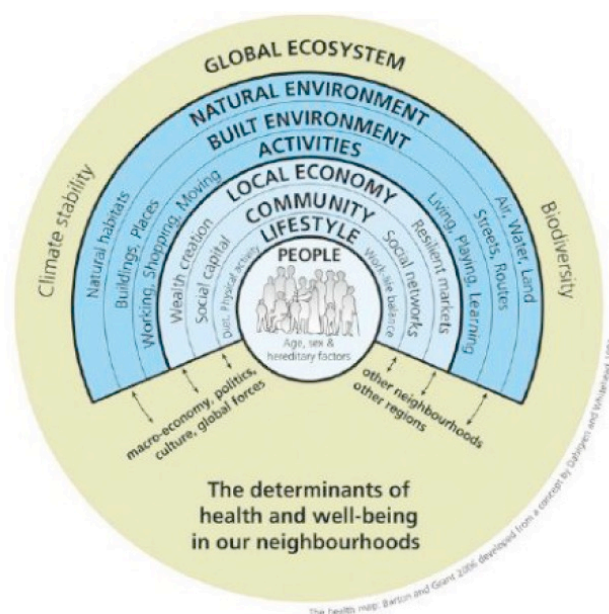 GLOBAL ECOSYSTEM
NATURAL ENVIRONMENT
BUILT ENVIRONMENT
ACTIVITIES
LOCAL ECONOMY
COMMUNITY
LIFESTYLE
PEOPLE
Age, sex &
hereditary factors
Climate stability
Natural habitats
Buildings, Places
Working, Shopping, Moving
Wealth creation
Social capital
Diet, Physical activity
Work-life balance
Social networks
Resilient markets
Living, Playing, Learning
Streets, Routes
Air, Water, Land
Biodiversity
macro-economy, politics,
culture, global forces
other neighbourhoods
other regions
The determinants of
health and well-being
in our neighbourhoods
The health map: Barton and Grant 2006 developed from a concept by Dahlgren and Whitehead